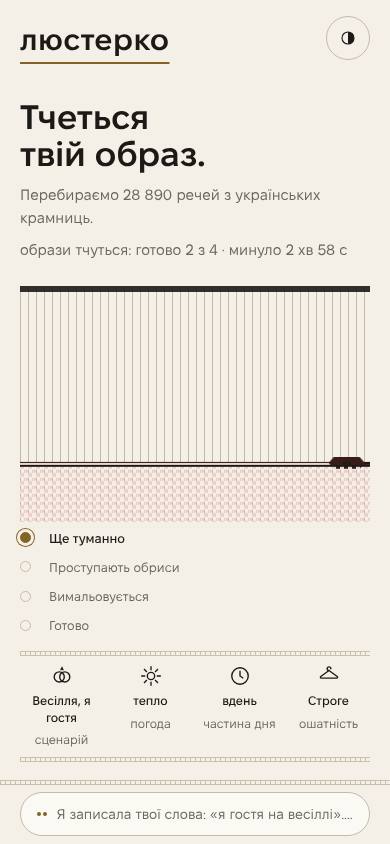 люстерко
Тчеться
твій образ.
Перебираємо 28 890 речей з українських
крамниць.
образи тчуться: готово 2 з 4 · минуло 2 хв 58 с
Ще туманно
Проступають обриси
Вимальовується
Готово
Весілля, я
гостя
сценарій
тепло
погода
вдень
частина дня
Строге
ошатність
Я записала твої слова: «я гостя на весіллі»....